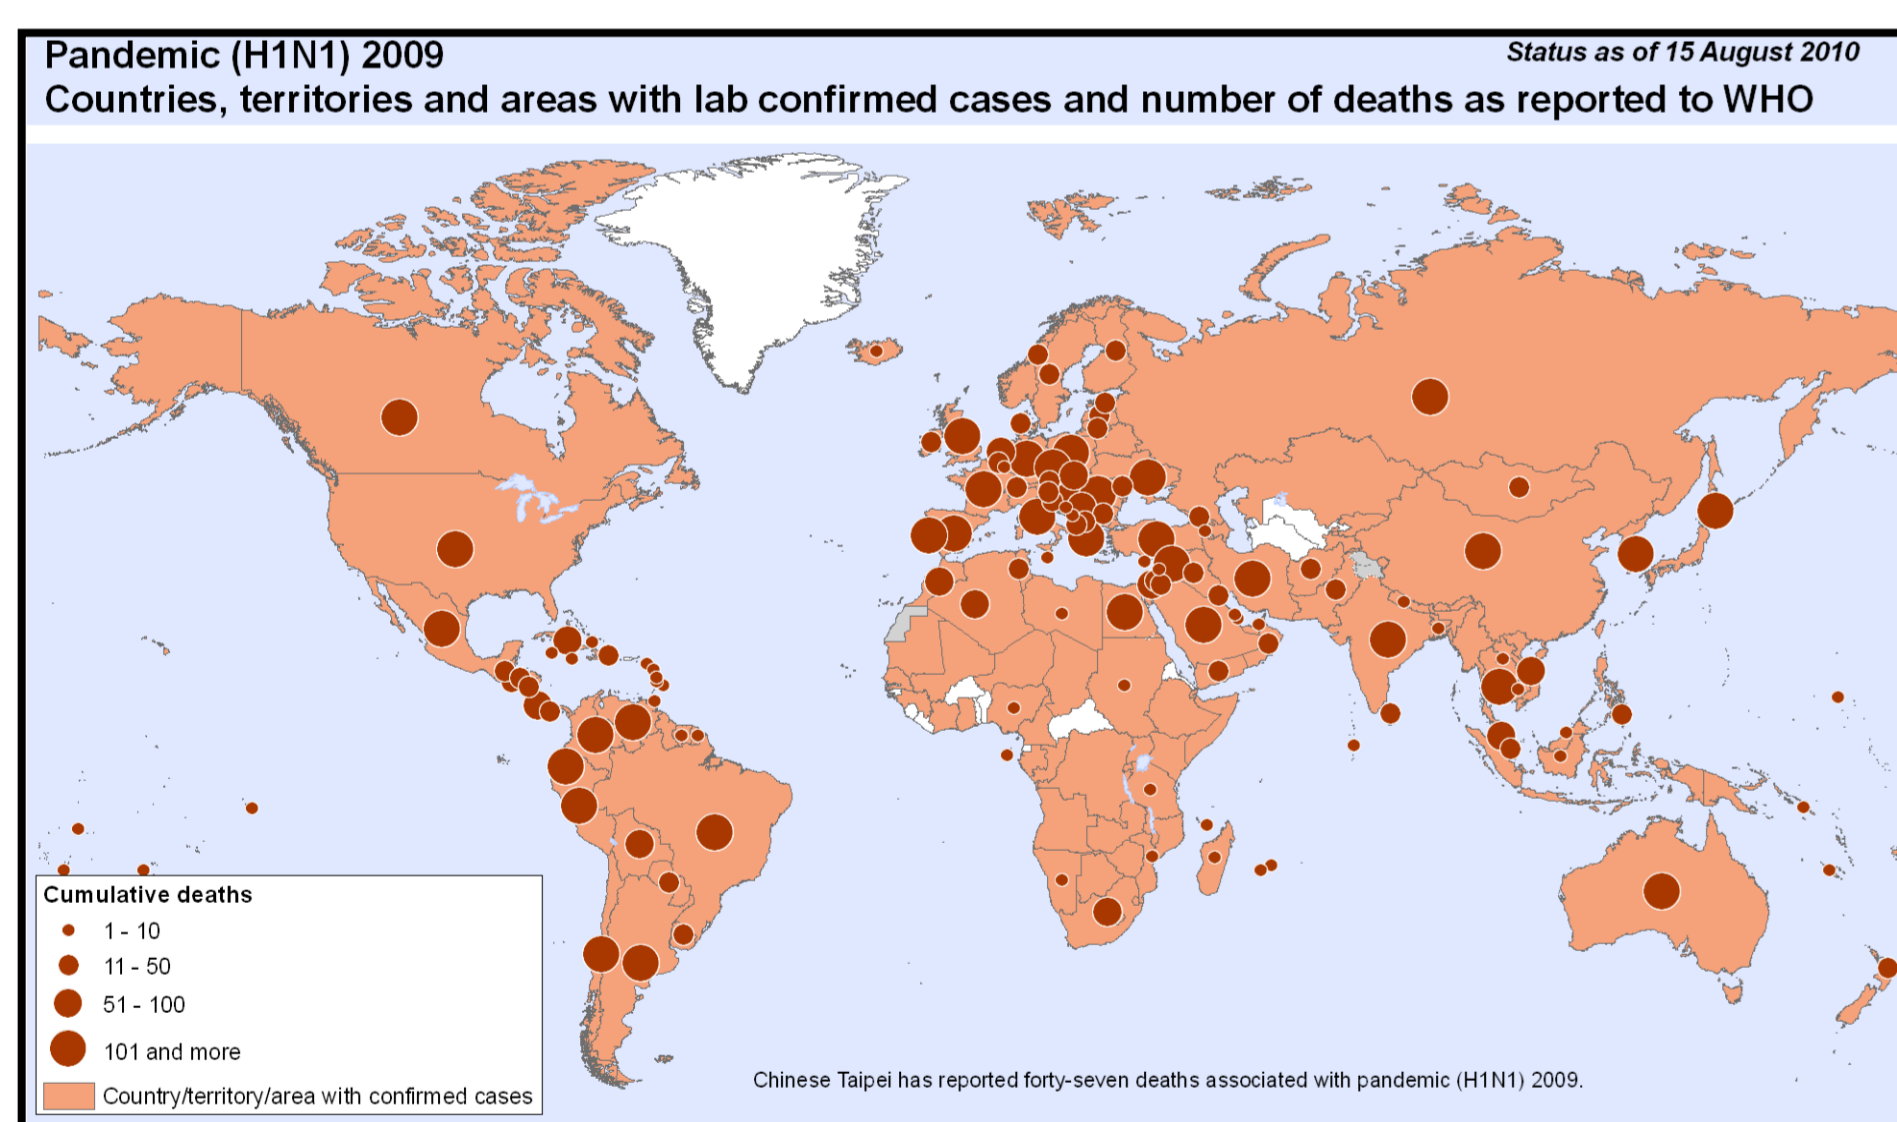 Pandemic (H1N1) 2009
Status as of 15 August 2010
Countries, territories and areas with lab confirmed cases and number of deaths as reported to WHO
Cumulative deaths
1 - 10
11 - 50
51 - 100
101 and more
Country/territory/area with confirmed cases
Chinese Taipei has reported forty-seven deaths associated with pandemic (H1N1) 2009.